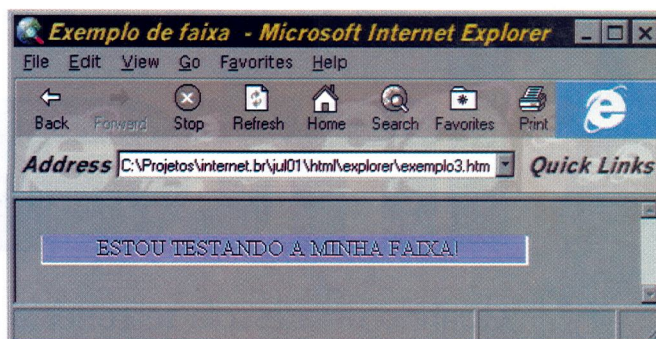 Exemplo de faixa - Microsoft Internet Explorer
File Edit View Go Favorites Help
Back Forward Stop Refresh Home Search Favorites Print
Address C:\Projetos\internet.br\jul01\html\explorer\exemplo3.htm Quick Links
ESTOU TESTANDO A MINHA FAIXA!